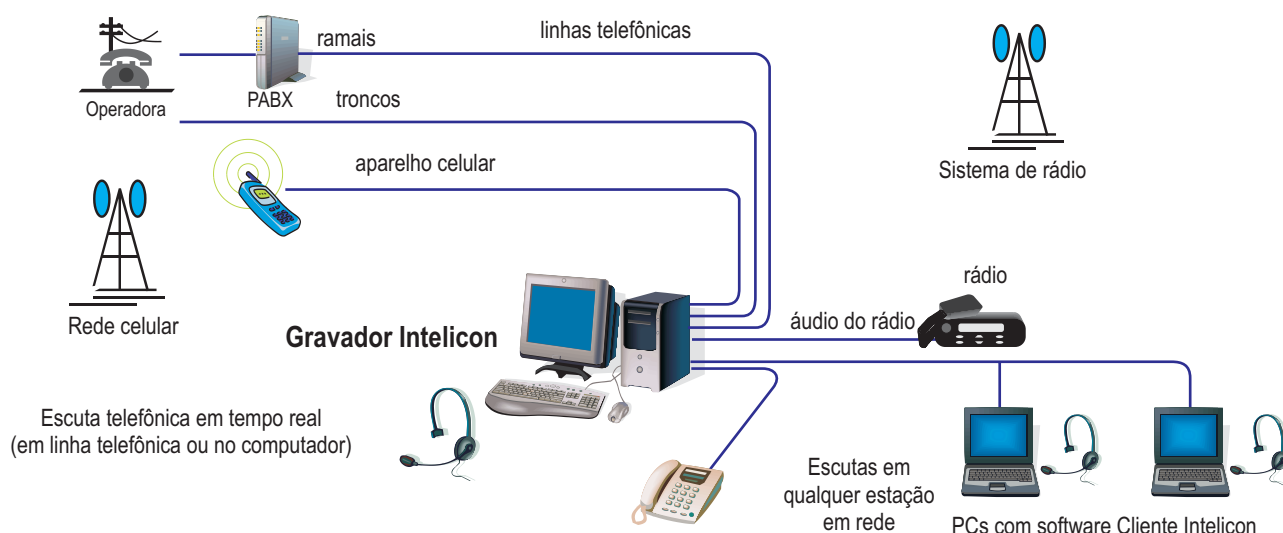 ramais
linhas telefônicas
Operadora
PABX
troncos
aparelho celular
Sistema de rádio
Rede celular
rádio
áudio do rádio
Gravador Intelicon
Escuta telefônica em tempo real
(em linha telefônica ou no computador)
Escutas em
qualquer estação
em rede
PCs com software Cliente Intelicon